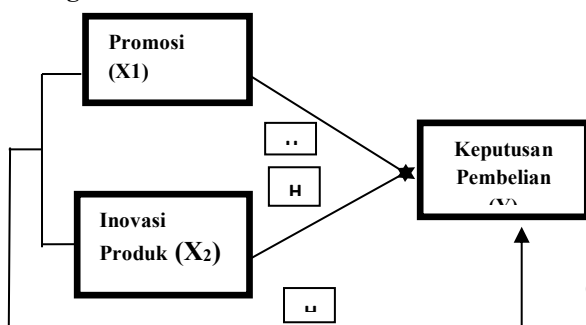 Promosi
(X1)
H
Keputusan
Pembelian
Inovasi
Produk (X2)